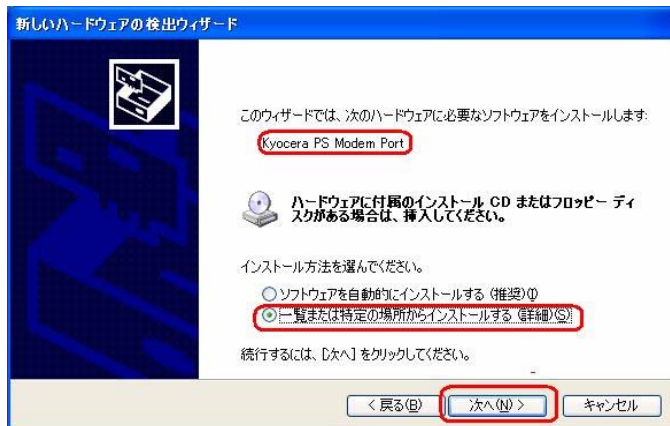 新しいハードウェアの検出ウィザード
このウィザードでは、次のハードウェアに必要なソフトウェアをインストールします:
Kyocera PS Modem Port
ハードウェアに付属のインストール CD またはフロッピー ディ
スクがある場合は、挿入してください。
インストール方法を選んでください。
ソフトウェアを自動的にインストールする (推奨)(I)
一覧または特定の場所からインストールする (詳細)(S)
続行するには、[次へ] をクリックしてください。
< 戻る(B) 次へ(N) > キャンセル